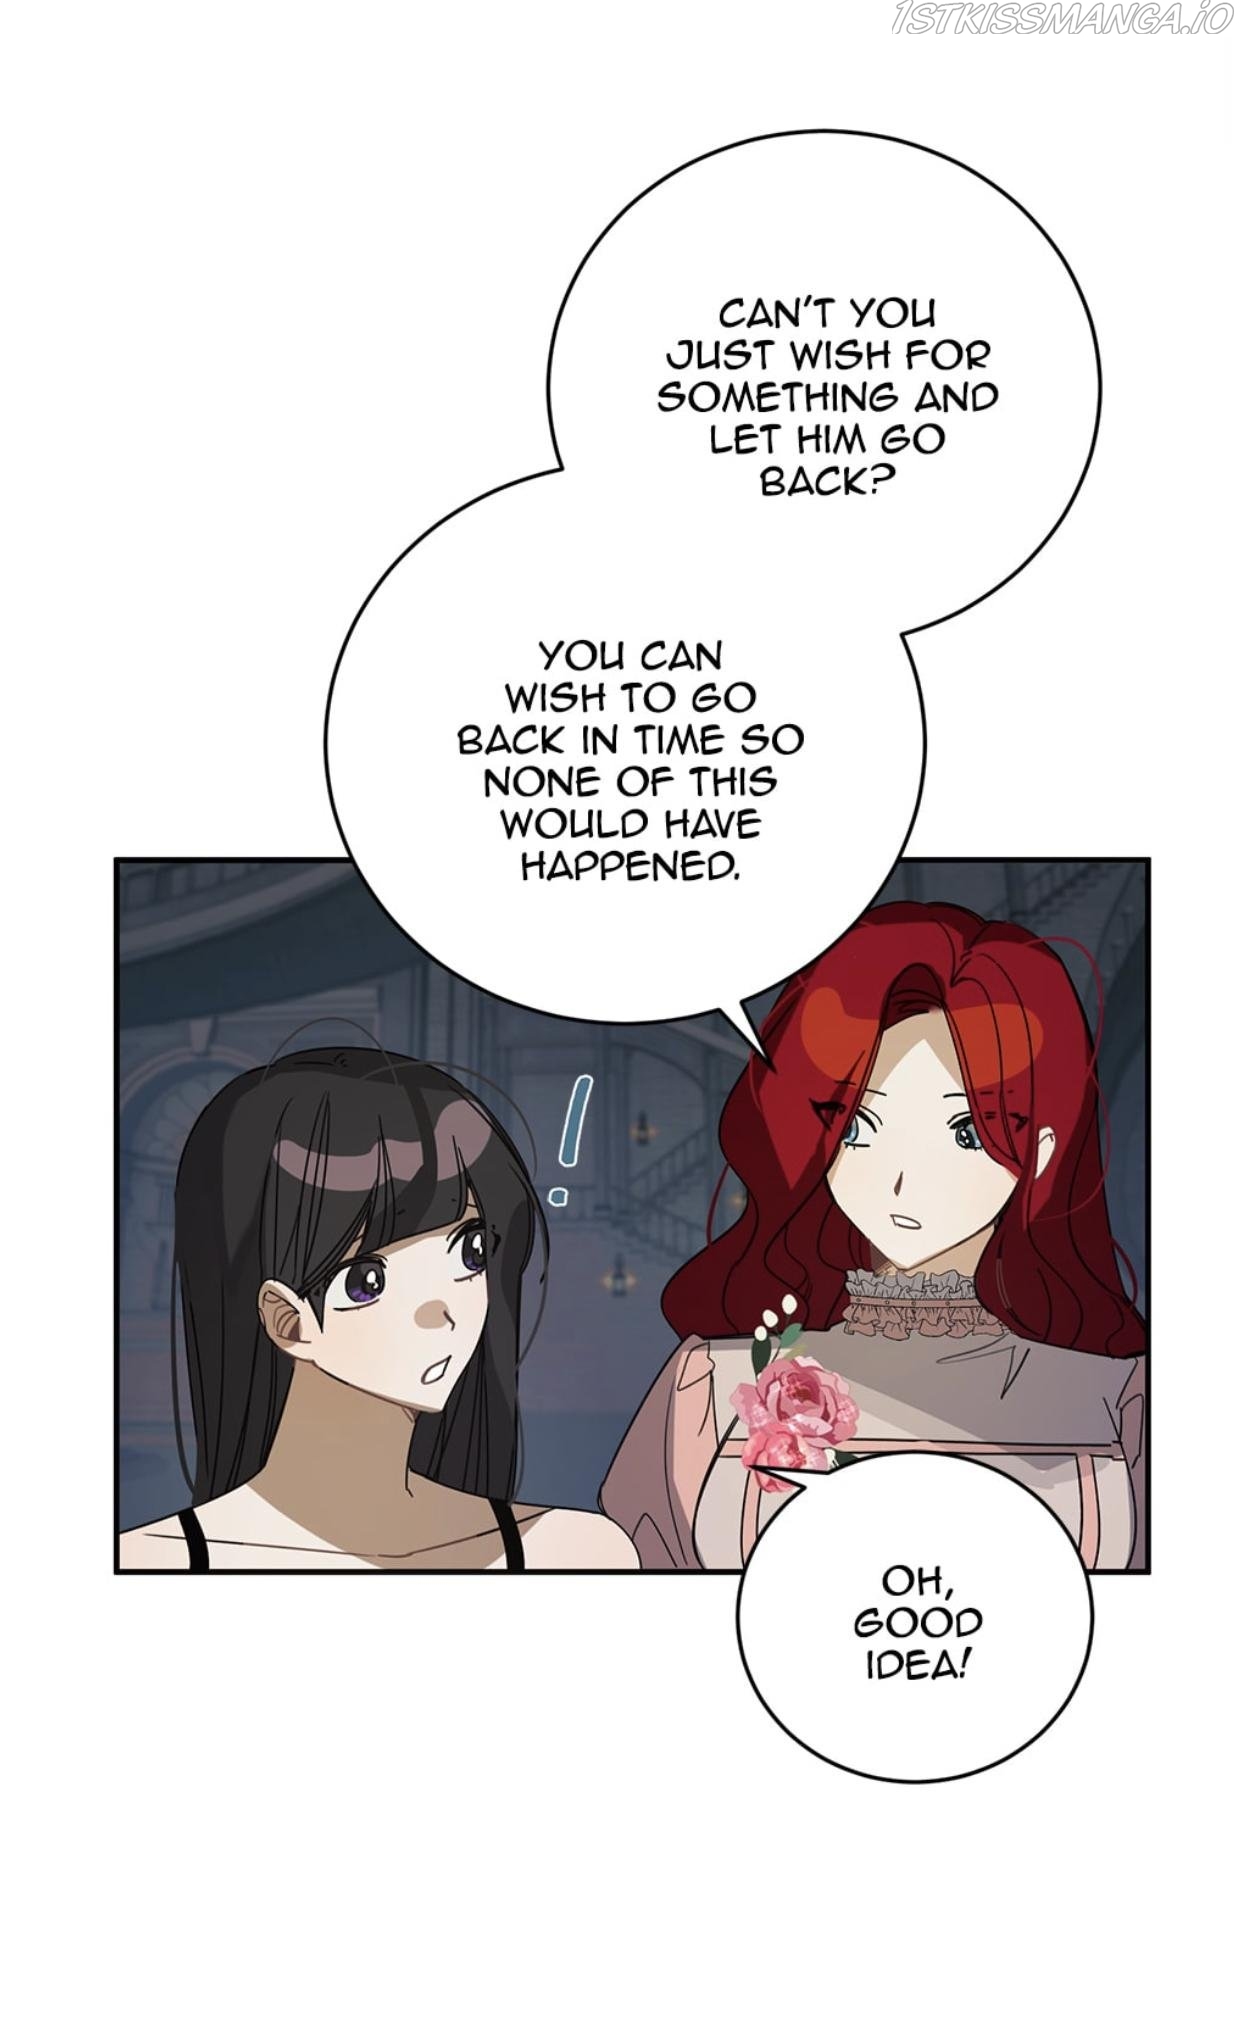 1STKISSMANGA.IO
CAN'T YOU
JUST WISH FOR
SOMETHING AND
LET HIM GO
BACK?
YOU CAN
WISH TO GO
BACK IN TIME SO
NONE OF THIS
WOULD HAVE
HAPPENED.
!
OH,
GOOD
IDEA!